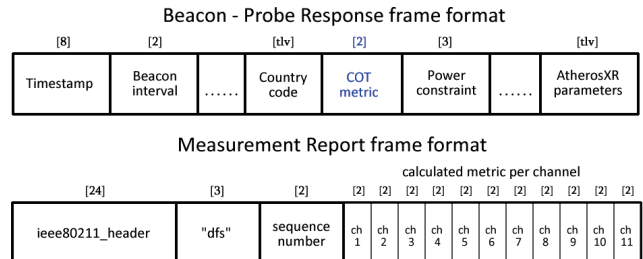 Beacon - Probe Response frame format
[8] [2] [tlv] [2] [3] [tlv]
Timestamp
Beacon
interval
......
Country
code
COT
metric
Power
constraint
......
AtherosXR
parameters
Measurement Report frame format
calculated metric per channel
[24] [3] [2] [2] [2] [2] [2] [2] [2] [2] [2] [2] [2] [2]
ieee80211_header
"dfs"
sequence
number
ch
1
ch
2
ch
3
ch
4
ch
5
ch
6
ch
7
ch
8
ch
9
ch
10
ch
11